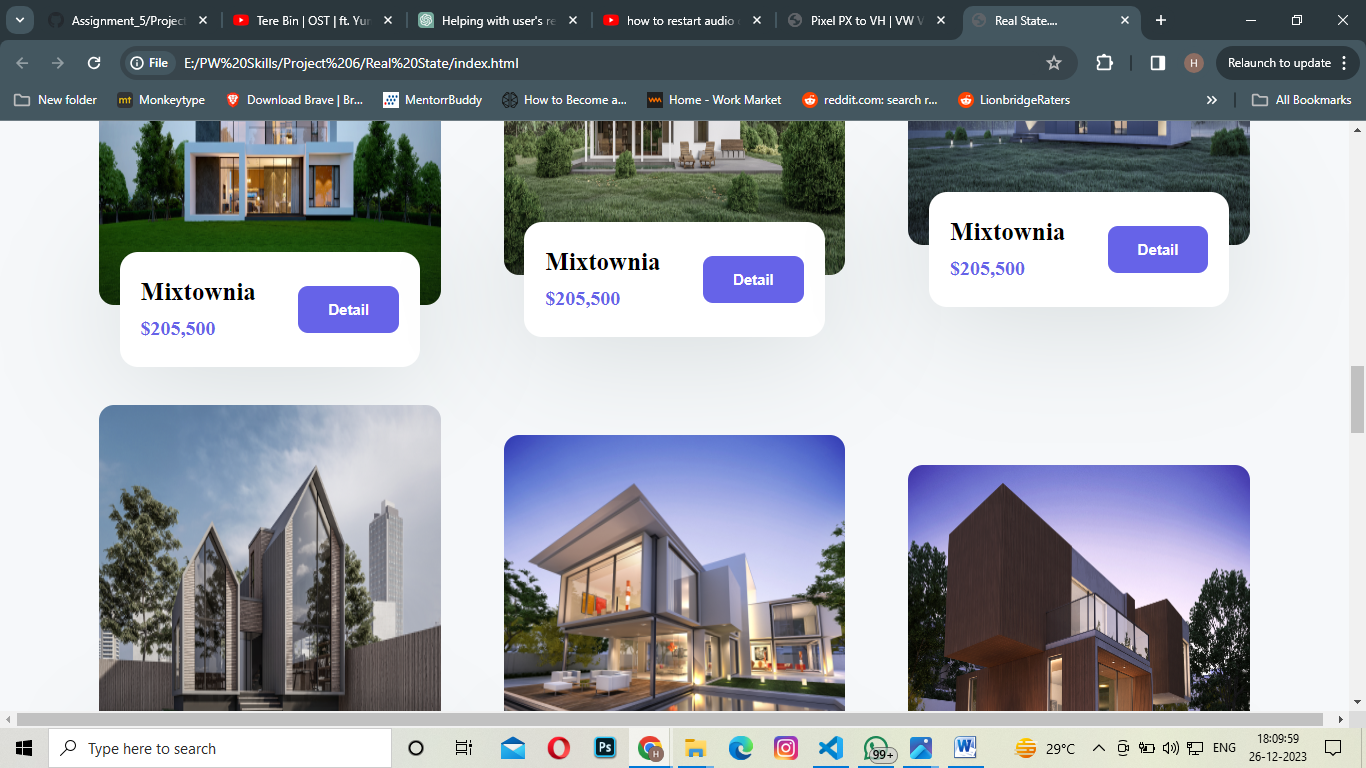 Assignment_5/Project
Tere Bin | OST | ft. Yum
Helping with user's re
how to restart audio
Pixel PX to VH | VW V
Real State....
File
E:/PW%20Skills/Project%206/Real%20State/index.html
H
Relaunch to update
New folder
mt Monkeytype
Download Brave | Br...
MentorrBuddy
How to Become a...
Home - Work Market
reddit.com: search r...
LionbridgeRaters
All Bookmarks
Mixtownia
$205,500
Detail
Mixtownia
$205,500
Detail
Mixtownia
$205,500
Detail
Type here to search
Ps
H
99+
W
29°C
ENG
18:09:59
26-12-2023